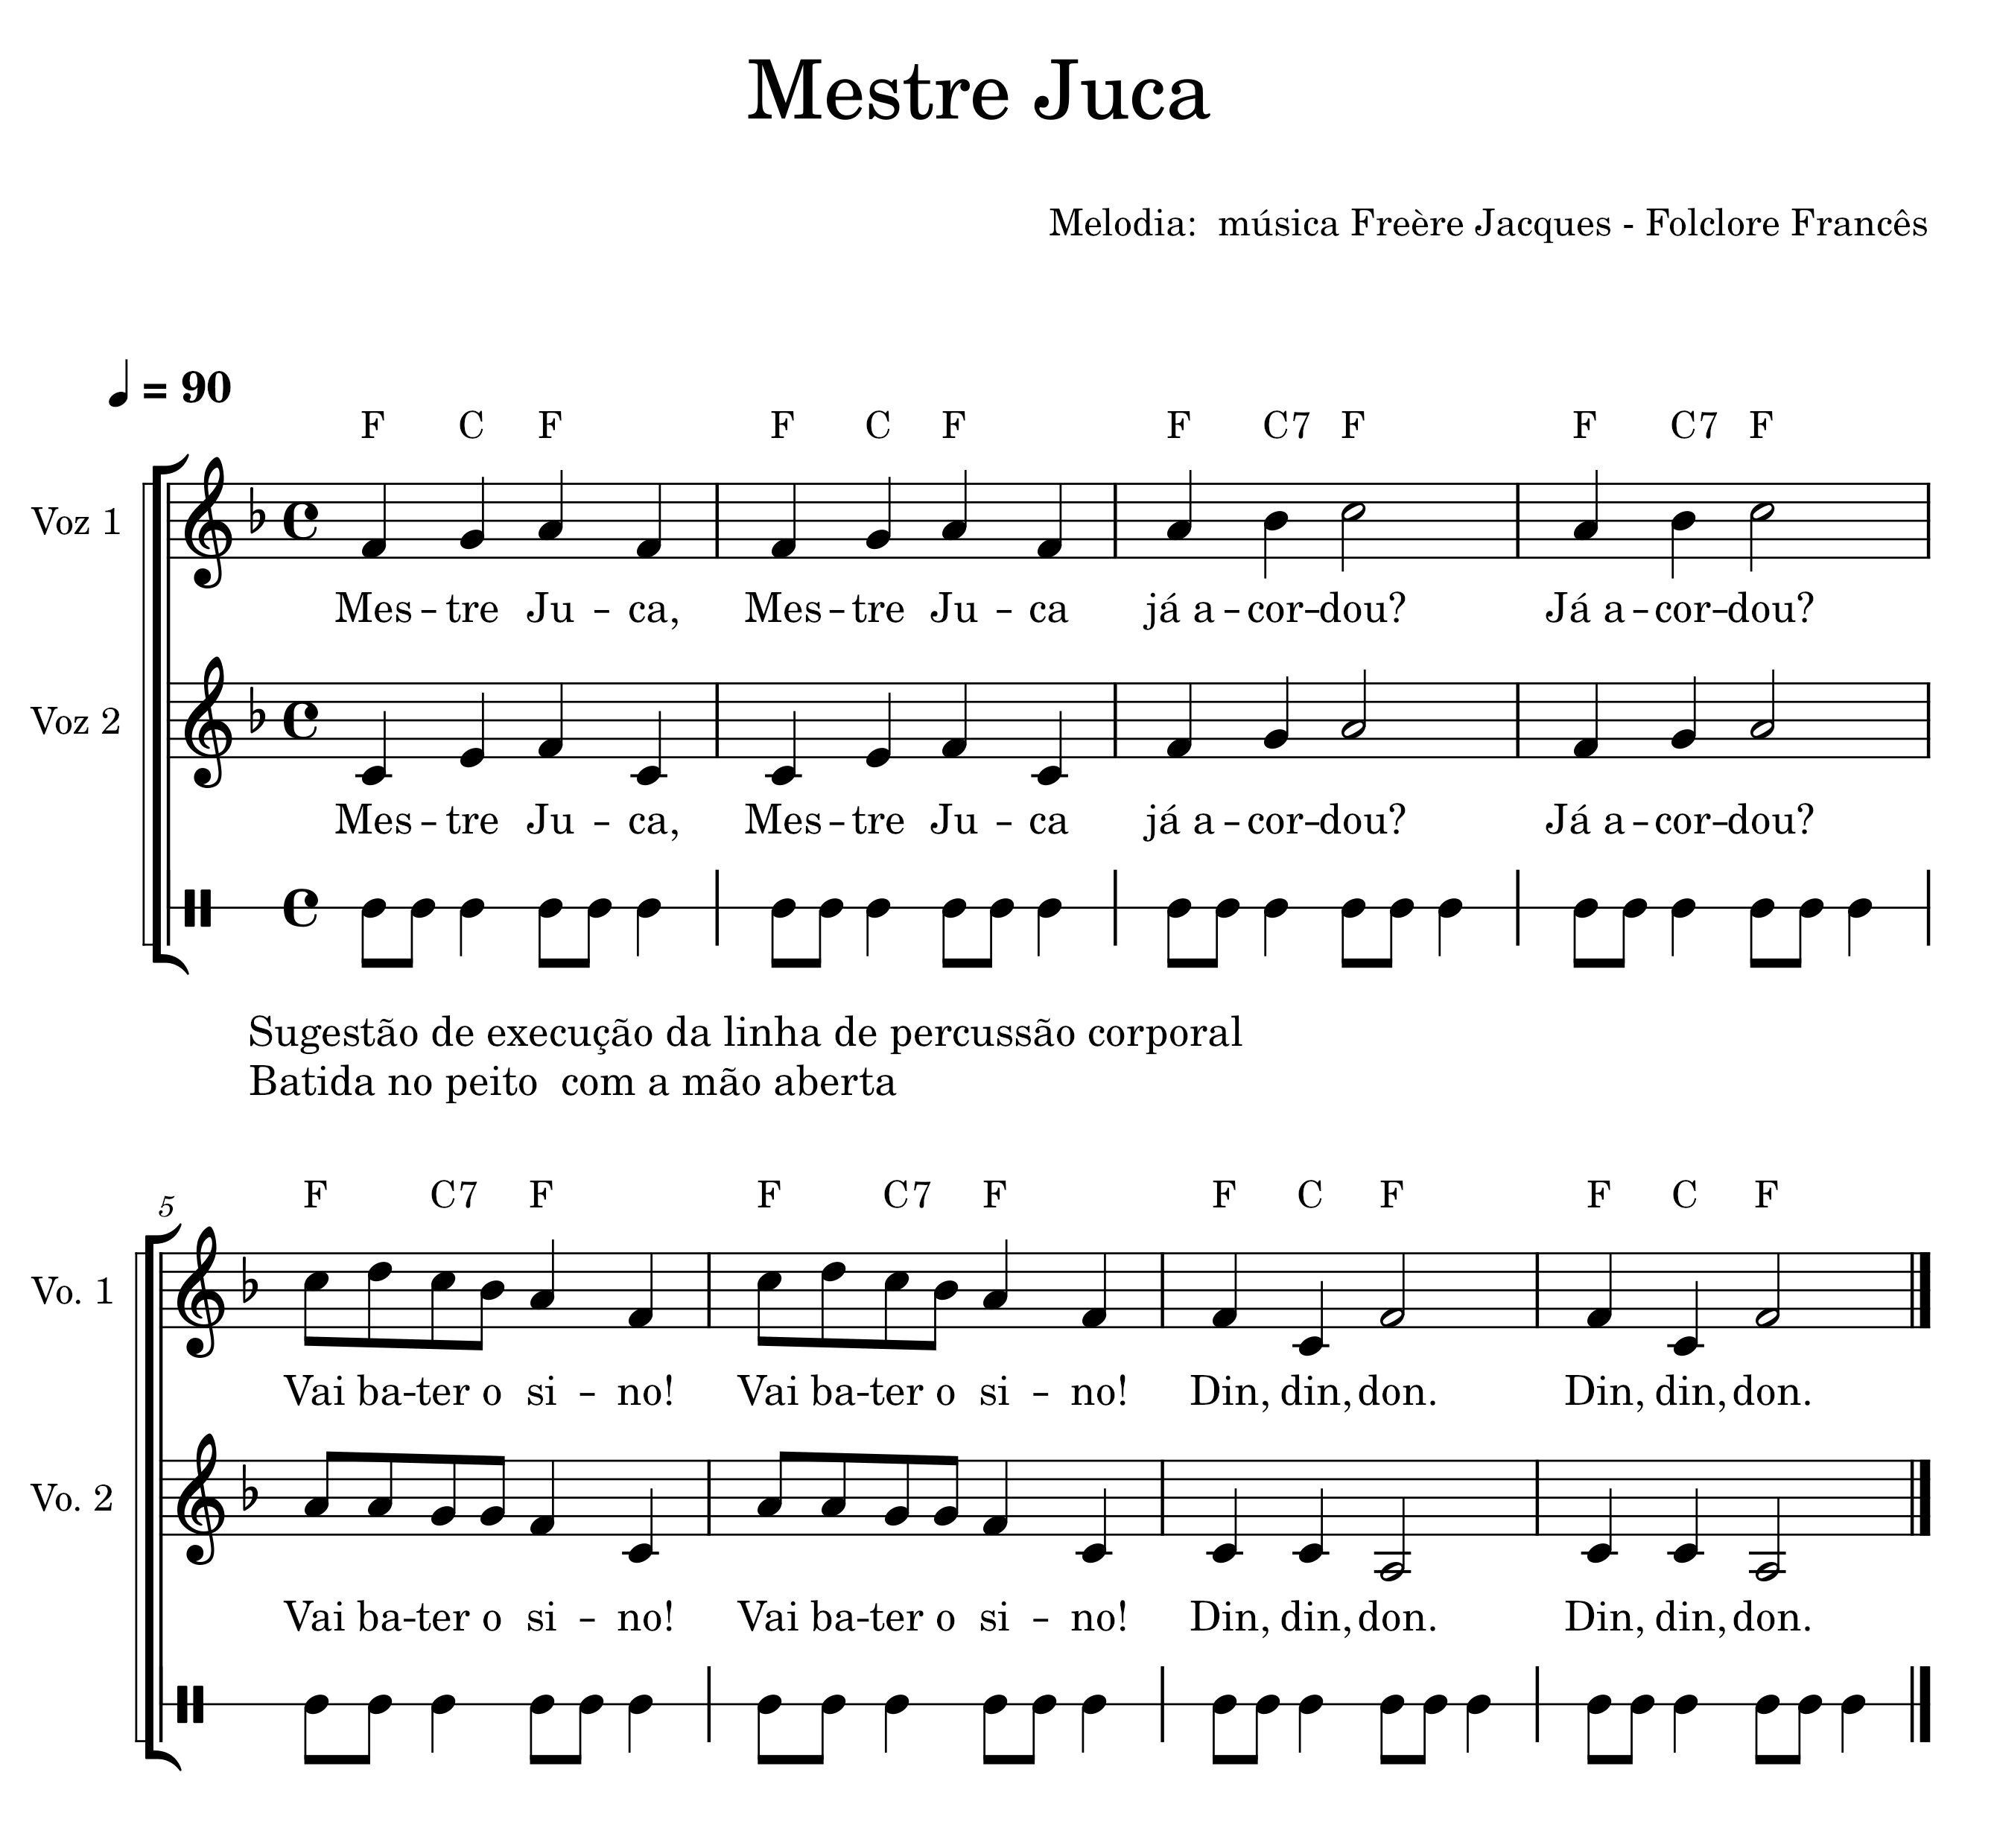 Mestre Juca
Melodia:  música Freère Jacques - Folclore Francês
= 90
F C F F C F F C7 F F C7 F
Voz 1
Mes - tre Ju - ca, Mes - tre Ju - ca já a - cor - dou? Já a - cor - dou?
Voz 2
Mes - tre Ju - ca, Mes - tre Ju - ca já a - cor - dou? Já a - cor - dou?
Sugestão de execução da linha de percussão corporal
Batida no peito  com a mão aberta
5 F C7 F F C7 F F C F F C F
Vo. 1
Vai ba - ter o si - no! Vai ba - ter o si - no! Din, din, don. Din, din, don.
Vo. 2
Vai ba - ter o si - no! Vai ba - ter o si - no! Din, din, don. Din, din, don.